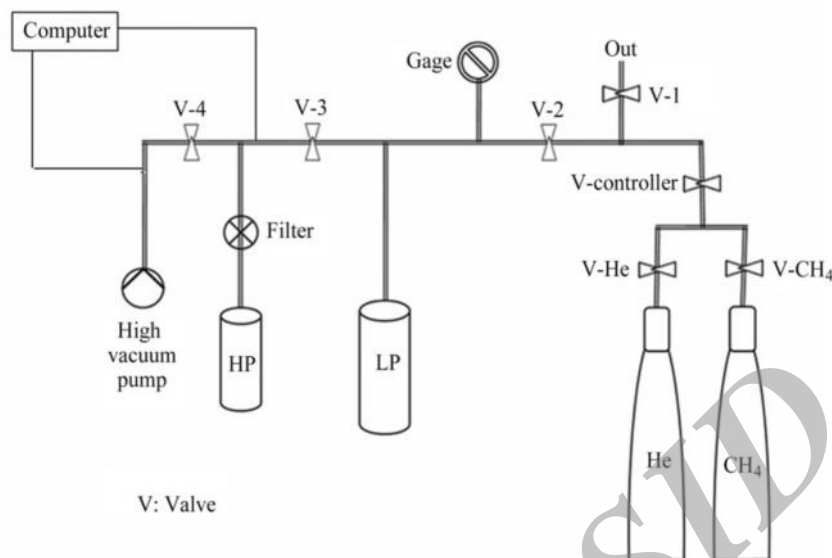 Computer
Out
Gage
V-1
V-4
V-3
V-2
V-controller
Filter
V-He
V-CH₄
High
vacuum
pump
HP
LP
He
CH₄
V: Valve
SID